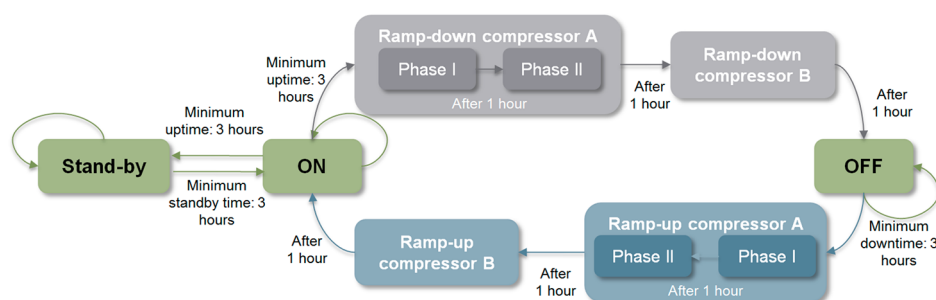 Ramp-down compressor A
Phase I
Phase II
After 1 hour
Minimum
uptime: 3
hours
After
1 hour
Ramp-down
compressor B
After
1 hour
Minimum
uptime: 3 hours
Stand-by
ON
Minimum
standby time: 3
hours
OFF
Minimum
downtime: 3
hours
Ramp-up compressor A
Phase II
Phase I
After 1 hour
After
1 hour
Ramp-up
compressor B
After
1 hour